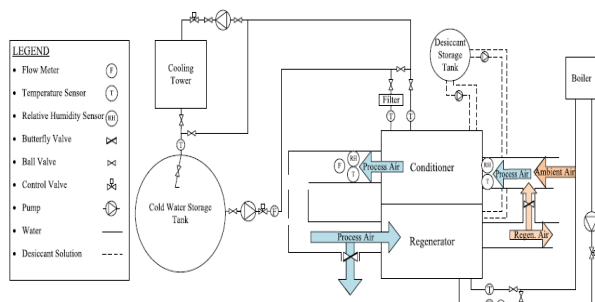 LEGEND
• Flow Meter
F
• Temperature Sensor
T
• Relative Humidity Sensor
RH
• Butterfly Valve
• Ball Valve
• Control Valve
• Pump
• Water
• Desiccant Solution
Cooling
Tower
T
Cold Water Storage
Tank
F
Filter
T
T
Desiccant
Storage
Tank
Boiler
F
RH
T
Process Air
Conditioner
RH
T
Process Air
Ambient Air
Process Air
Regenerator
Regen. Air
T